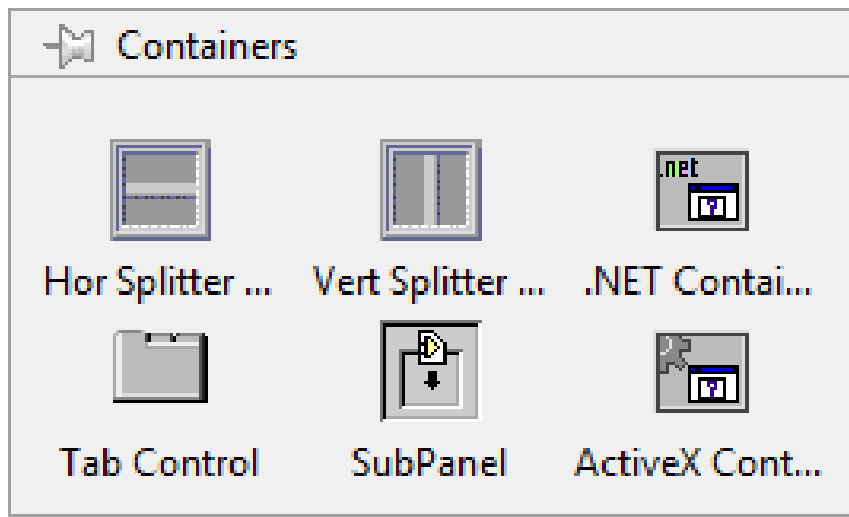 Containers
.net
Hor Splitter ...
Vert Splitter ...
.NET Contai...
?
Tab Control
SubPanel
ActiveX Cont...
?